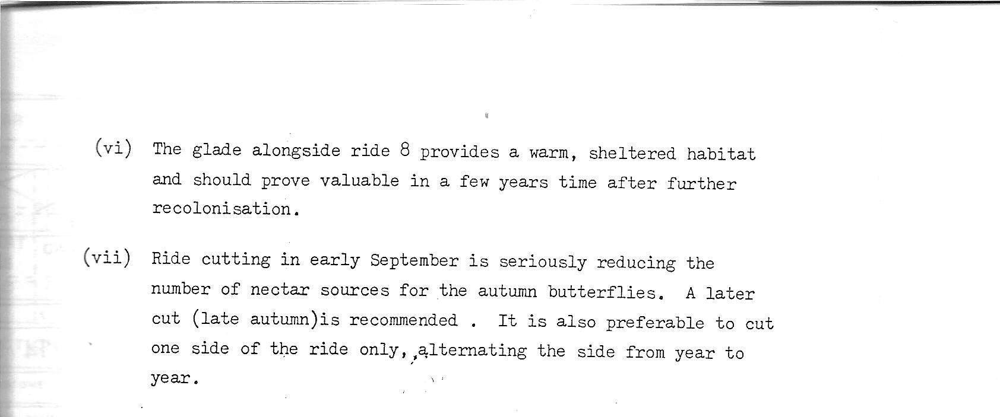 (vi) The glade alongside ride 8 provides a warm, sheltered habitat
and should prove valuable in a few years time after further
recolonisation.
(vii) Ride cutting in early September is seriously reducing the
number of nectar sources for the autumn butterflies. A later
cut (late autumn)is recommended . It is also preferable to cut
one side of the ride only, ,alternating the side from year to
year.